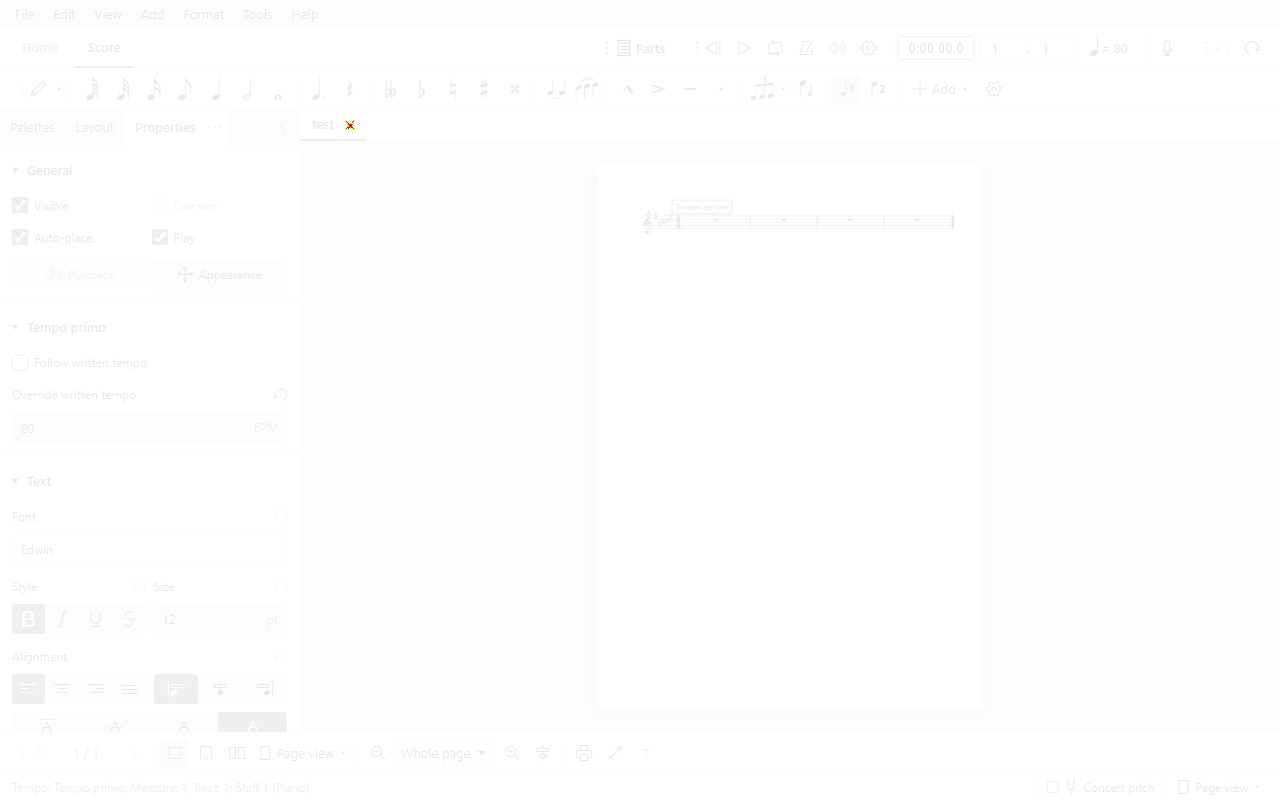 File Edit View Add Format Tools Help
Home Score Parts 0:00:00.0 1 . 1 = 80
1 2 Add
Palettes Layout Properties test
General
Visible Cue size
Auto-place Play
Playback Appearance
Tempo primo
Tempo primo
Follow written tempo
Override written tempo
80 BPM
Text
Font
Edwin
Style Size
B I U S 12 pt
Alignment
1 / 1 Page view Whole page ?
Tempo: Tempo primo; Measure: 1; Beat: 1; Staff 1 (Piano) Concert pitch Page view